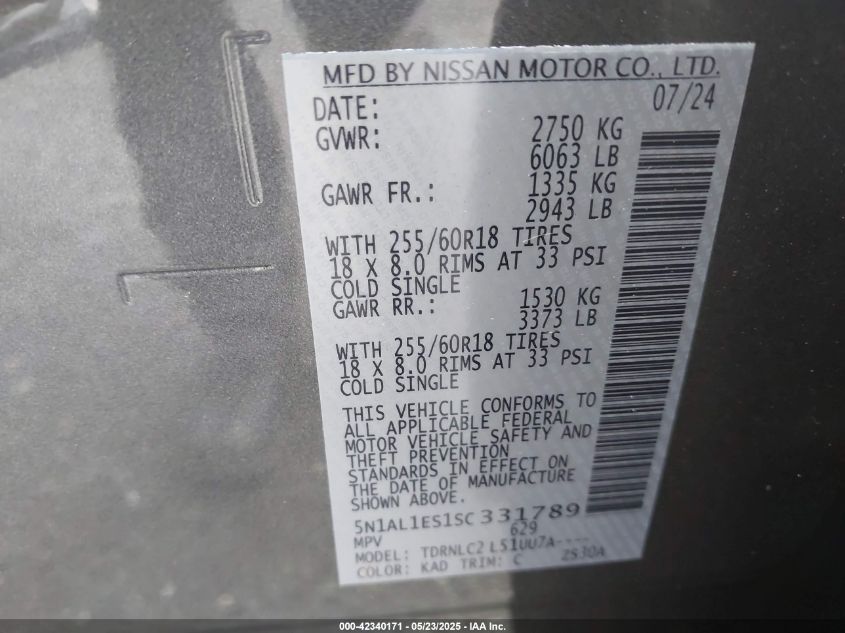 MFD BY NISSAN MOTOR CO., LTD.
DATE: 07/24
GVWR: 2750 KG
6063 LB
GAWR FR.: 1335 KG
2943 LB
WITH 255/60R18 TIRES
18 X 8.0 RIMS AT 33 PSI
COLD SINGLE
GAWR RR.: 1530 KG
3373 LB
WITH 255/60R18 TIRES
18 X 8.0 RIMS AT 33 PSI
COLD SINGLE
THIS VEHICLE CONFORMS TO
ALL APPLICABLE FEDERAL
MOTOR VEHICLE SAFETY AND
THEFT PREVENTION
STANDARDS IN EFFECT ON
THE DATE OF MANUFACTURE
SHOWN ABOVE.
5N1AL1ES1SC331789
MPV 629
MODEL: TDRNLC2 LS1UU7A----
COLOR: KAD TRIM: C 2S30A
000-42340171 - 05/23/2025 - IAA Inc.